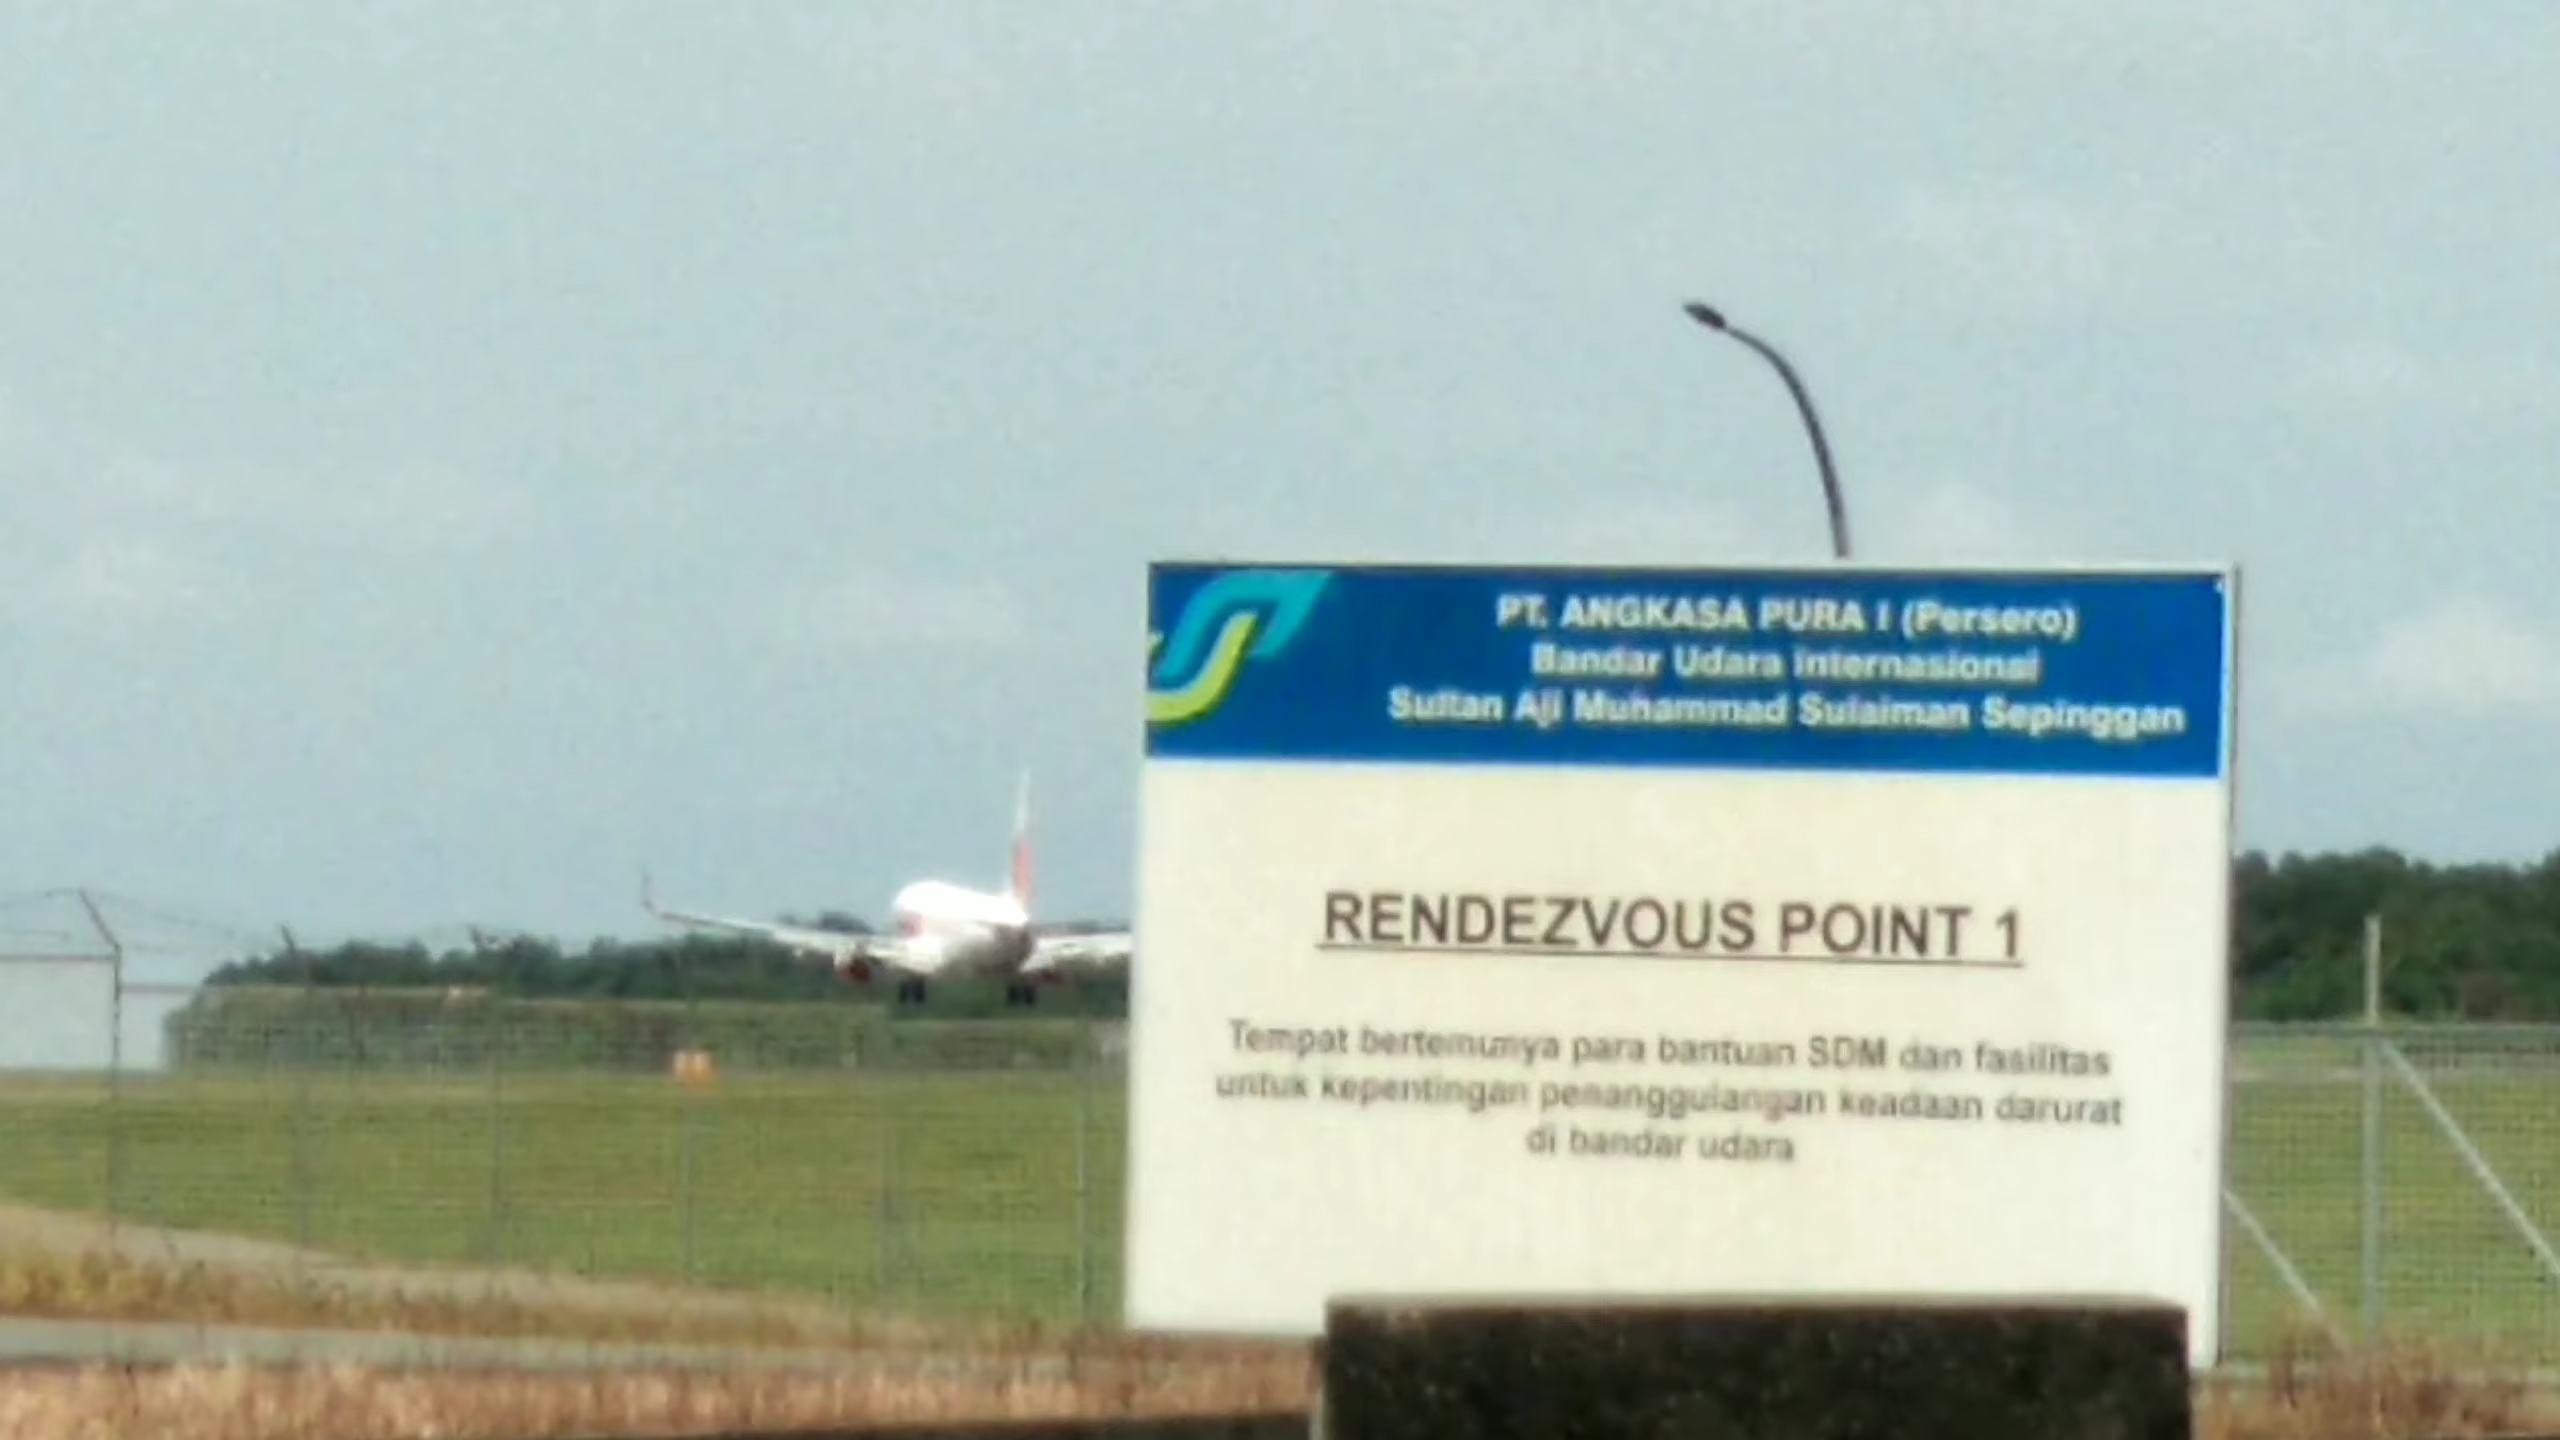 PT. ANGKASA PURA I (Persero)
Bandar Udara Internasional
Sultan Aji Muhammad Sulaiman Sepinggan
RENDEZVOUS POINT 1
Tempat bertemunya para bantuan SDM dan fasilitas
untuk kepentingan penanggulangan keadaan darurat
di bandar udara